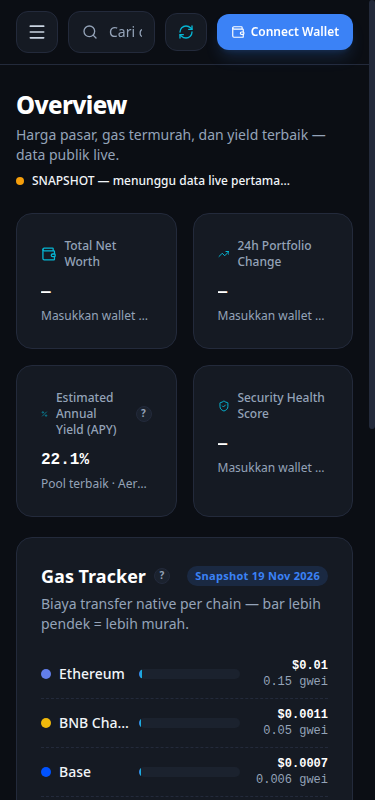 Cari
Connect Wallet
Overview
Harga pasar, gas termurah, dan yield terbaik —
data publik live.
SNAPSHOT — menunggu data live pertama...
Total Net
Worth
—
Masukkan wallet ...
24h Portfolio
Change
—
Masukkan wallet ...
Estimated
Annual
Yield (APY)
?
22.1%
Pool terbaik · Aer...
Security Health
Score
—
Masukkan wallet ...
Gas Tracker ? Snapshot 19 Nov 2026
Biaya transfer native per chain — bar lebih
pendek = lebih murah.
Ethereum $0.01
0.15 gwei
BNB Cha... $0.0011
0.05 gwei
Base $0.0007
0.006 gwei